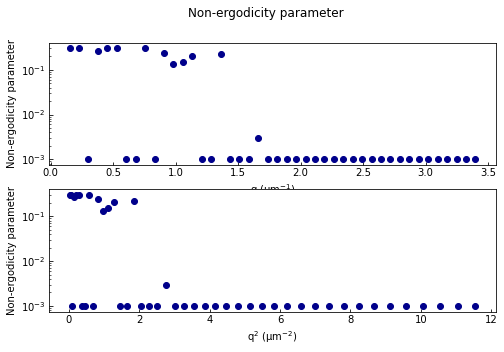 Non-ergodicity parameter
Non-ergodicity parameter
10⁻¹
10⁻²
10⁻³
0.0 0.5 1.0 1.5 2.0 2.5 3.0 3.5
q (μm⁻¹)
Non-ergodicity parameter
10⁻¹
10⁻²
10⁻³
0 2 4 6 8 10 12
q² (μm⁻²)